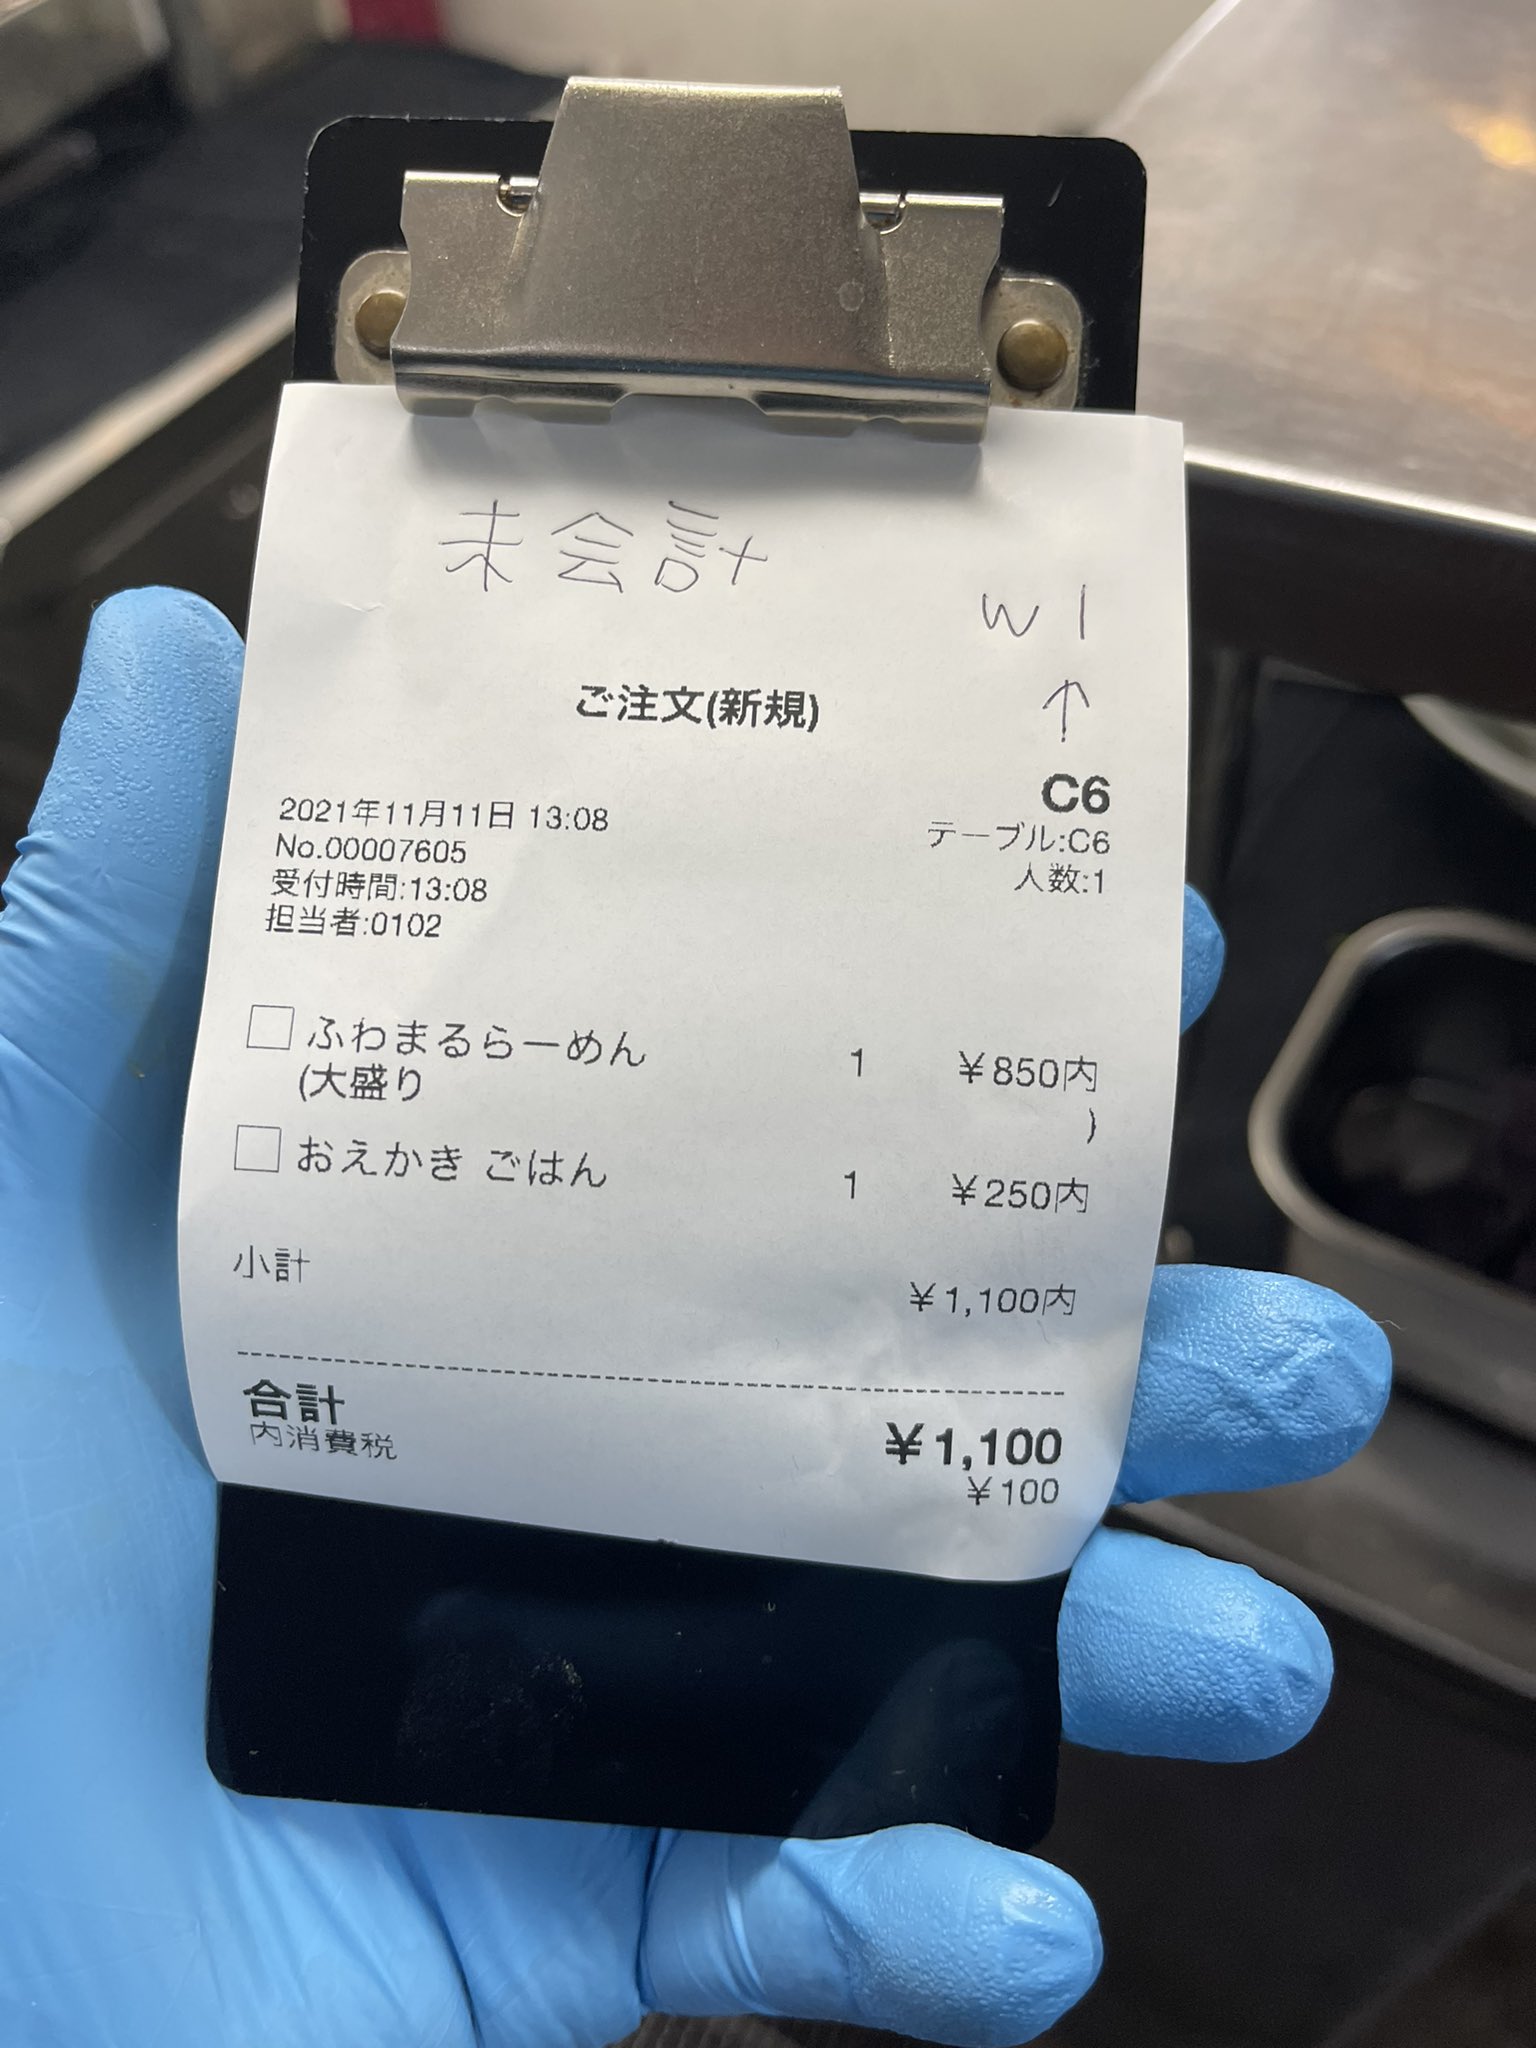 未会計
W1
↑
ご注文(新規)
C6
2021年11月11日 13:08
テーブル:C6
No.00007605
人数:1
受付時間:13:08
担当者:0102
ふわまるらーめん 1 ¥850内
(大盛り )
おえかき ごはん 1 ¥250内
小計 ¥1,100内
合計 ¥1,100
内消費税 ¥100